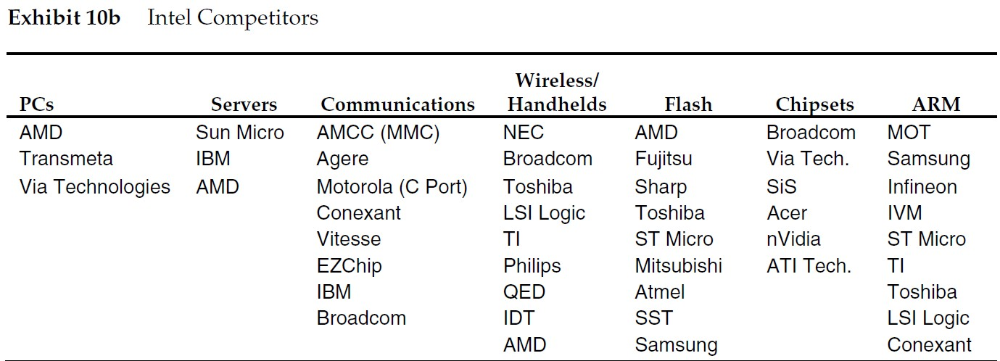 Exhibit 10b Intel Competitors
Wireless/
PCs Servers Communications Handhelds Flash Chipsets ARM
AMD Sun Micro AMCC (MMC) NEC AMD Broadcom MOT
Transmeta IBM Agere Broadcom Fujitsu Via Tech. Samsung
Via Technologies AMD Motorola (C Port) Toshiba Sharp SiS Infineon
Conexant LSI Logic Toshiba Acer IVM
Vitesse TI ST Micro nVidia ST Micro
EZChip Philips Mitsubishi ATI Tech. TI
IBM QED Atmel Toshiba
Broadcom IDT SST LSI Logic
AMD Samsung Conexant